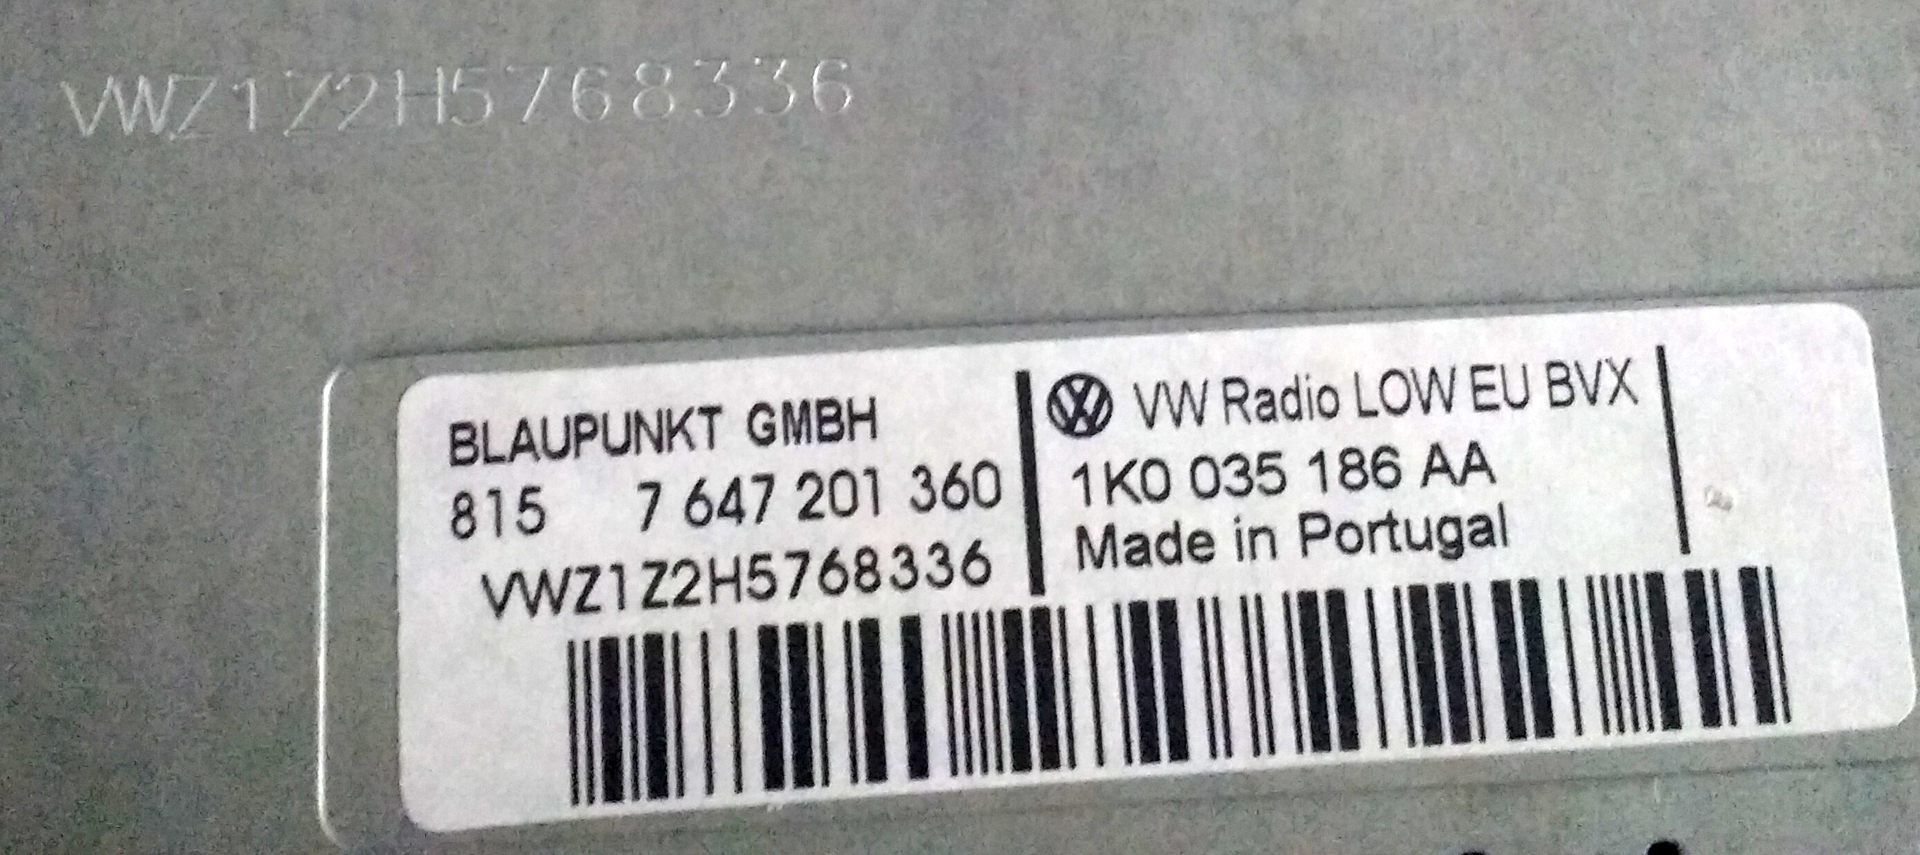 VWZ1Z2H5768336
BLAUPUNKT GMBH
815 7 647 201 360
VWZ1Z2H5768336
VW Radio LOW EU BVX
1K0 035 186 AA
Made in Portugal